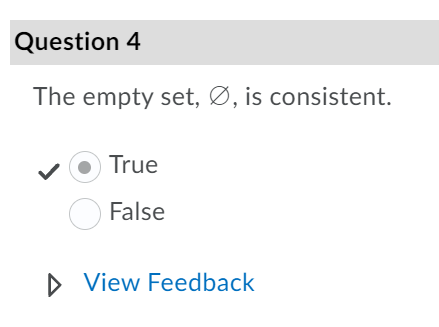 Question 4
The empty set, ∅, is consistent.
True
False
View Feedback